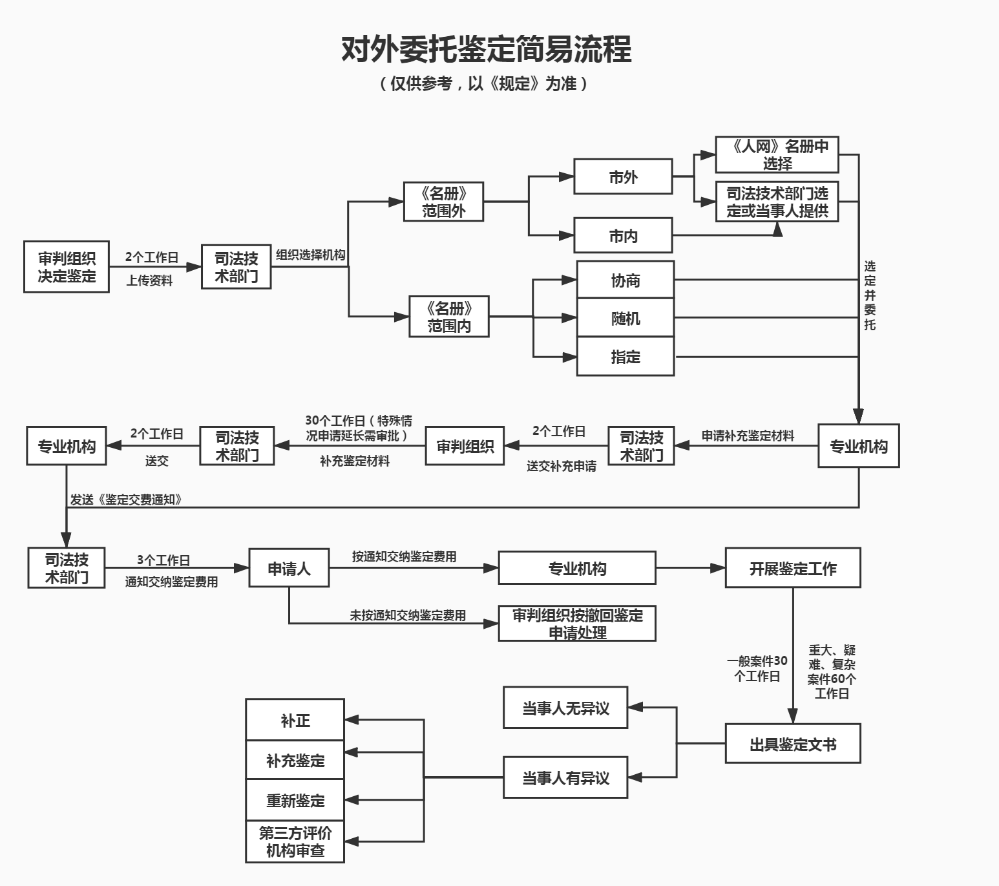 对外委托鉴定简易流程
（仅供参考，以《规定》为准）
《人网》名册中
选择
市外
《名册》
范围外
司法技术部门选
定或当事人提供
市内
审判组织
决定鉴定
2个工作日
上传资料
司法技
术部门
组织选择机构
协商
选
定
并
委
托
《名册》
范围内
随机
指定
专业机构
2个工作日
送交
司法技
术部门
30个工作日（特殊情
况申请延长需审批）
补充鉴定材料
审判组织
2个工作日
送交补充申请
司法技
术部门
申请补充鉴定材料
专业机构
发送《鉴定交费通知》
司法技
术部门
3个工作日
通知交纳鉴定费用
申请人
按通知交纳鉴定费用
专业机构
开展鉴定工作
未按通知交纳鉴定费用
审判组织按撤回鉴定
申请处理
一般案件30
个工作日
重大、疑
难、复杂
案件60个
工作日
当事人无异议
出具鉴定文书
当事人有异议
补正
补充鉴定
重新鉴定
第三方评价
机构审查